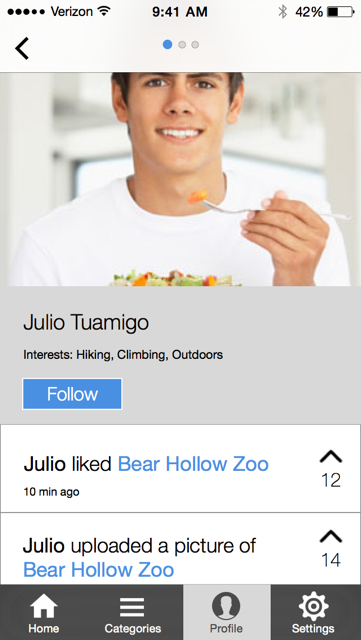 Verizon 9:41 AM 42%
Julio Tuamigo
Interests: Hiking, Climbing, Outdoors
Follow
Julio liked Bear Hollow Zoo
12
10 min ago
Julio uploaded a picture of
14
Bear Hollow Zoo
Home Categories Profile Settings